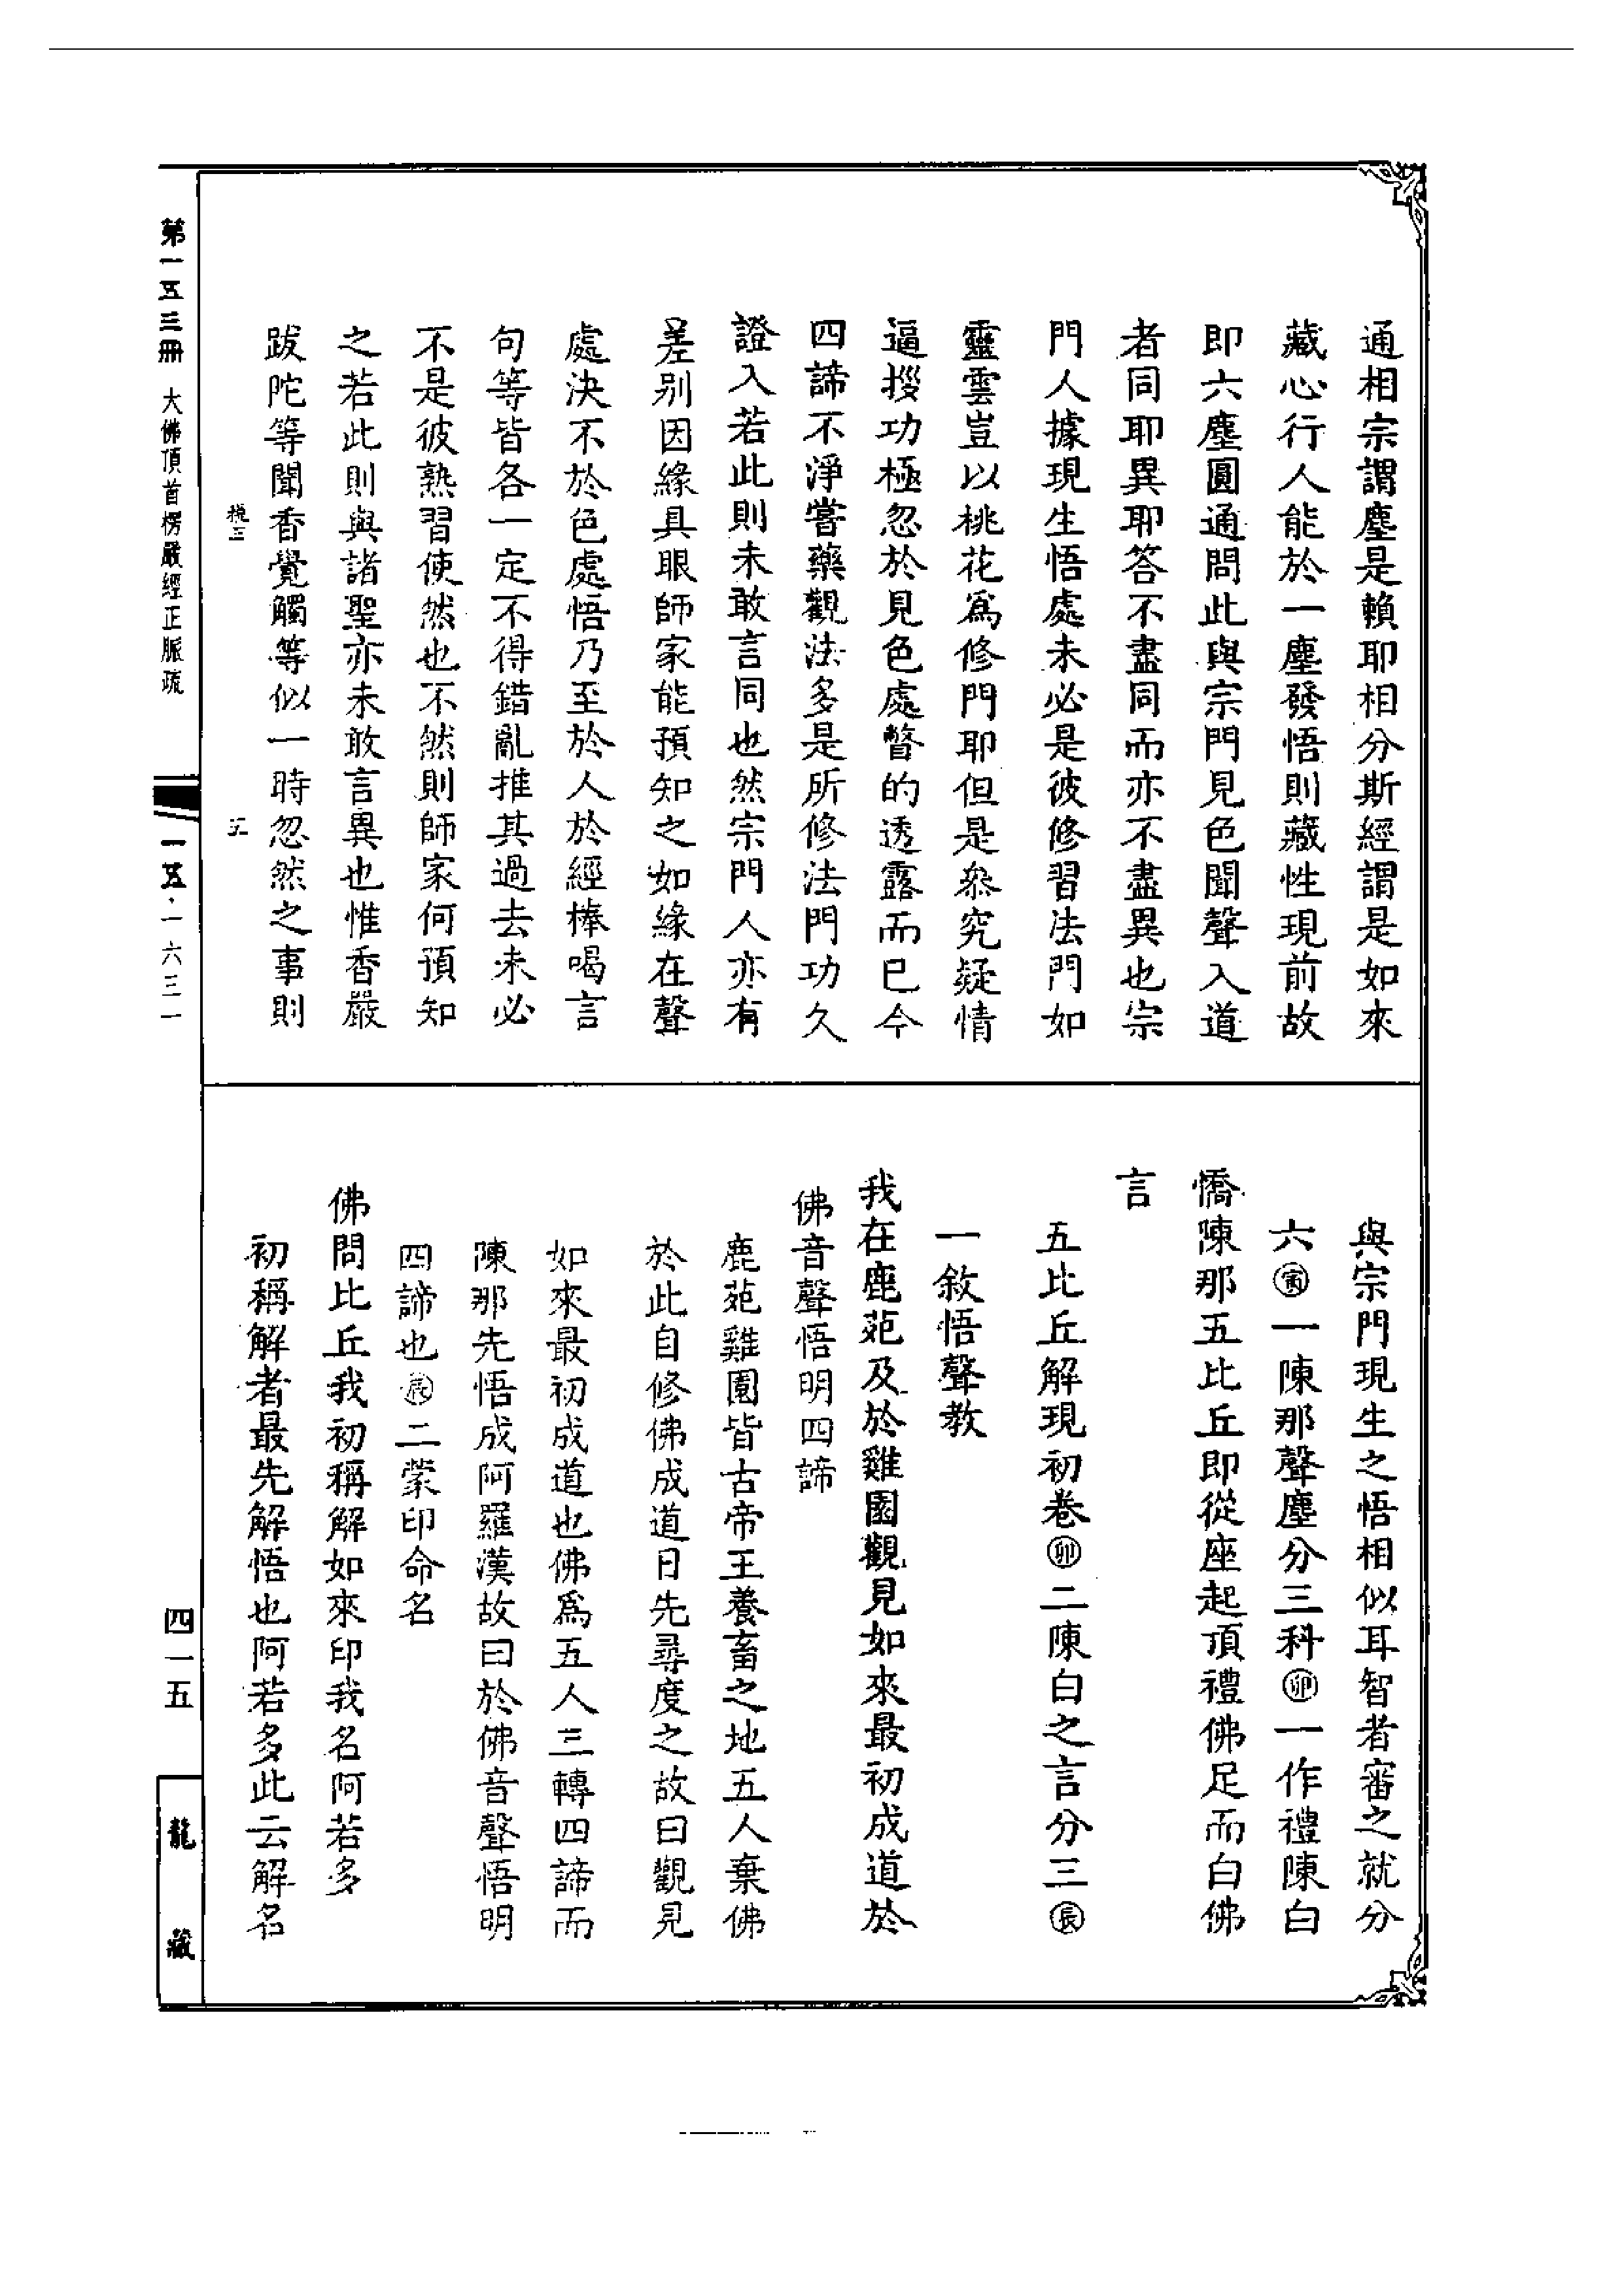 通相宗謂塵是賴耶相分斯經謂是如來
藏心行人能於一塵發悟則藏性現前故
即六塵圓通問此與宗門見色聞聲入道
者同耶異耶答不盡同而亦不盡異也宗
門人據現生悟處未必是彼修習法門如
靈雲豈以桃花為修門耶但是叅究疑情
逼拶功極忽於見色處瞥的透露而已今
四諦不淨嘗藥觀法多是所修法門功久
證入若此則未敢言同也然宗門人亦有
差别因緣具眼師家能預知之如緣在聲
處決不於色處悟乃至於人於經棒喝言
句等皆各一定不得錯亂推其過去未必
不是彼熟習使然也不然則師家何預知
之若此則與諸聖亦未敢言異也惟香嚴
跋陀等聞香覺觸等似一時忽然之事則
與宗門現生之悟相似耳智者審之就分
六㊞寅一陳那聲塵分三科卯一作禮陳白
憍陳那五比丘即從座起頂禮佛足而白佛
言
五比丘解現初卷卯二陳白之言分三辰
一敘悟聲教
我在鹿苑及於雞園觀見如來最初成道於
佛音聲悟明四諦
鹿苑雞園皆古帝王養畜之地五人棄佛
於此自修佛成道日先尋度之故曰觀見
如來最初成道也佛為五人三轉四諦而
陳那先悟成阿羅漢故曰於佛音聲悟明
四諦也辰二蒙印命名
佛問比丘我初稱解如來印我名阿若多
初稱解者最先解悟也阿若多此云解名
第一五三冊 大佛頂首楞嚴經正脈疏
一五·一六三一
四一五
龍藏
三
五